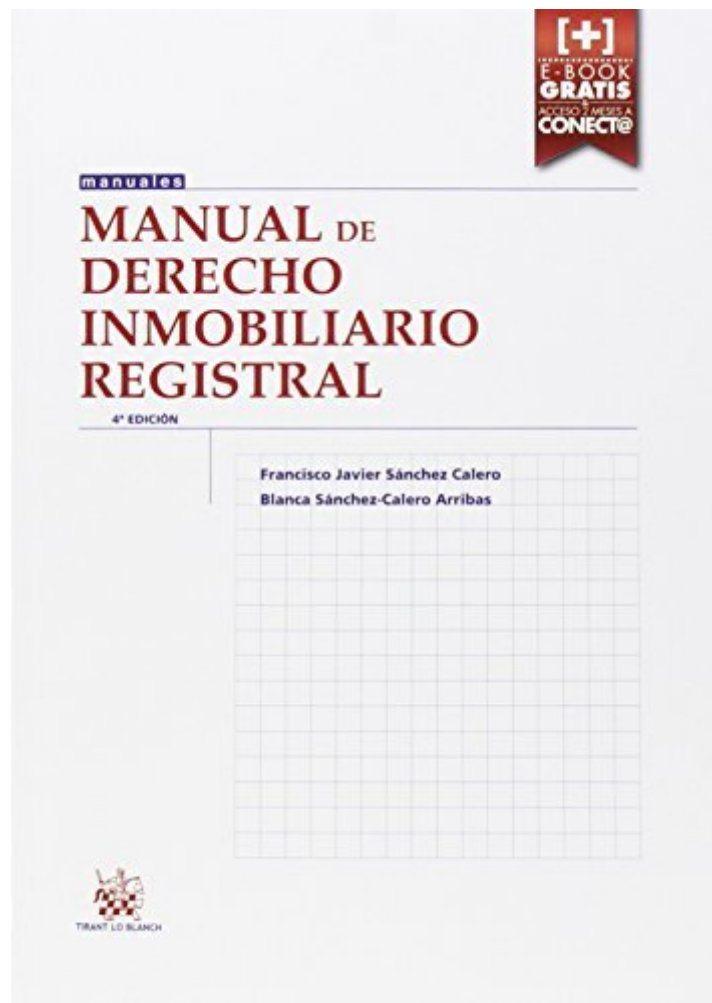 [+]
E-BOOK
GRATIS
&
ACCESO 2 MESES A
CONECT@
manuales
MANUAL DE
DERECHO
INMOBILIARIO
REGISTRAL
4ª EDICIÓN
Francisco Javier Sánchez Calero
Blanca Sánchez-Calero Arribas
TIRANT LO BLANCH